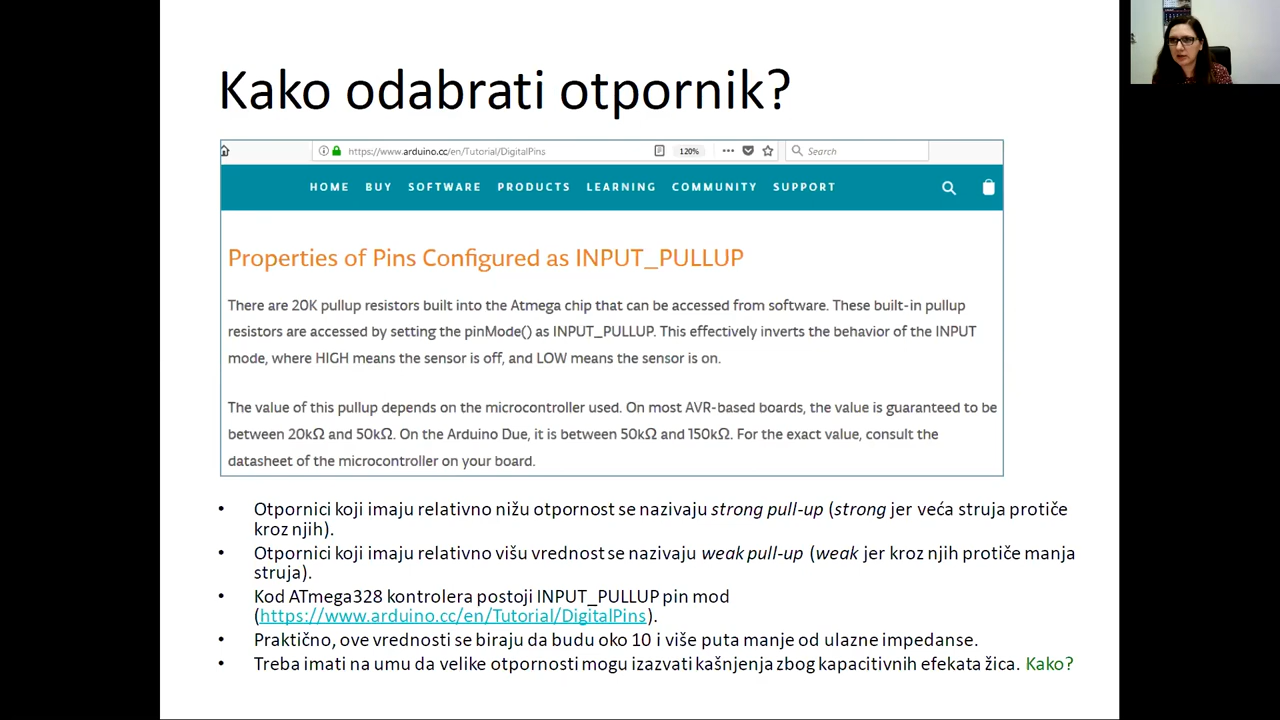 Kako odabrati otpornik?
https://www.arduino.cc/en/Tutorial/DigitalPins
120%
Search
HOME BUY SOFTWARE PRODUCTS LEARNING COMMUNITY SUPPORT
Properties of Pins Configured as INPUT_PULLUP
There are 20K pullup resistors built into the Atmega chip that can be accessed from software. These built-in pullup
resistors are accessed by setting the pinMode() as INPUT_PULLUP. This effectively inverts the behavior of the INPUT
mode, where HIGH means the sensor is off, and LOW means the sensor is on.
The value of this pullup depends on the microcontroller used. On most AVR-based boards, the value is guaranteed to be
between 20kΩ and 50kΩ. On the Arduino Due, it is between 50kΩ and 150kΩ. For the exact value, consult the
datasheet of the microcontroller on your board.
• Otpornici koji imaju relativno nižu otpornost se nazivaju strong pull-up (strong jer veća struja protiče
kroz njih).
• Otpornici koji imaju relativno višu vrednost se nazivaju weak pull-up (weak jer kroz njih protiče manja
struja).
• Kod ATmega328 kontrolera postoji INPUT_PULLUP pin mod
(https://www.arduino.cc/en/Tutorial/DigitalPins).
• Praktično, ove vrednosti se biraju da budu oko 10 i više puta manje od ulazne impedanse.
• Treba imati na umu da velike otpornosti mogu izazvati kašnjenja zbog kapacitivnih efekata žica. Kako?